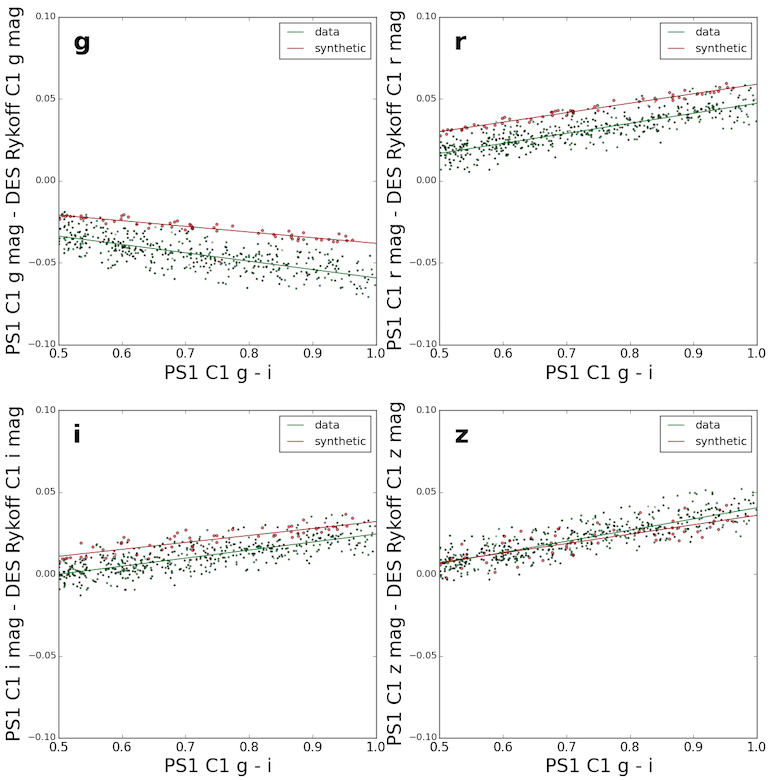 g
data
synthetic
0.10
0.05
0.00
−0.05
−0.10
0.5 0.6 0.7 0.8 0.9 1.0
PS1 C1 g - i
PS1 C1 g mag - DES Rykoff C1 g mag
r
data
synthetic
0.10
0.05
0.00
−0.05
−0.10
0.5 0.6 0.7 0.8 0.9 1.0
PS1 C1 g - i
PS1 C1 r mag - DES Rykoff C1 r mag
i
data
synthetic
0.10
0.05
0.00
−0.05
−0.10
0.5 0.6 0.7 0.8 0.9 1.0
PS1 C1 g - i
PS1 C1 i mag - DES Rykoff C1 i mag
z
data
synthetic
0.10
0.05
0.00
−0.05
−0.10
0.5 0.6 0.7 0.8 0.9 1.0
PS1 C1 g - i
PS1 C1 z mag - DES Rykoff C1 z mag